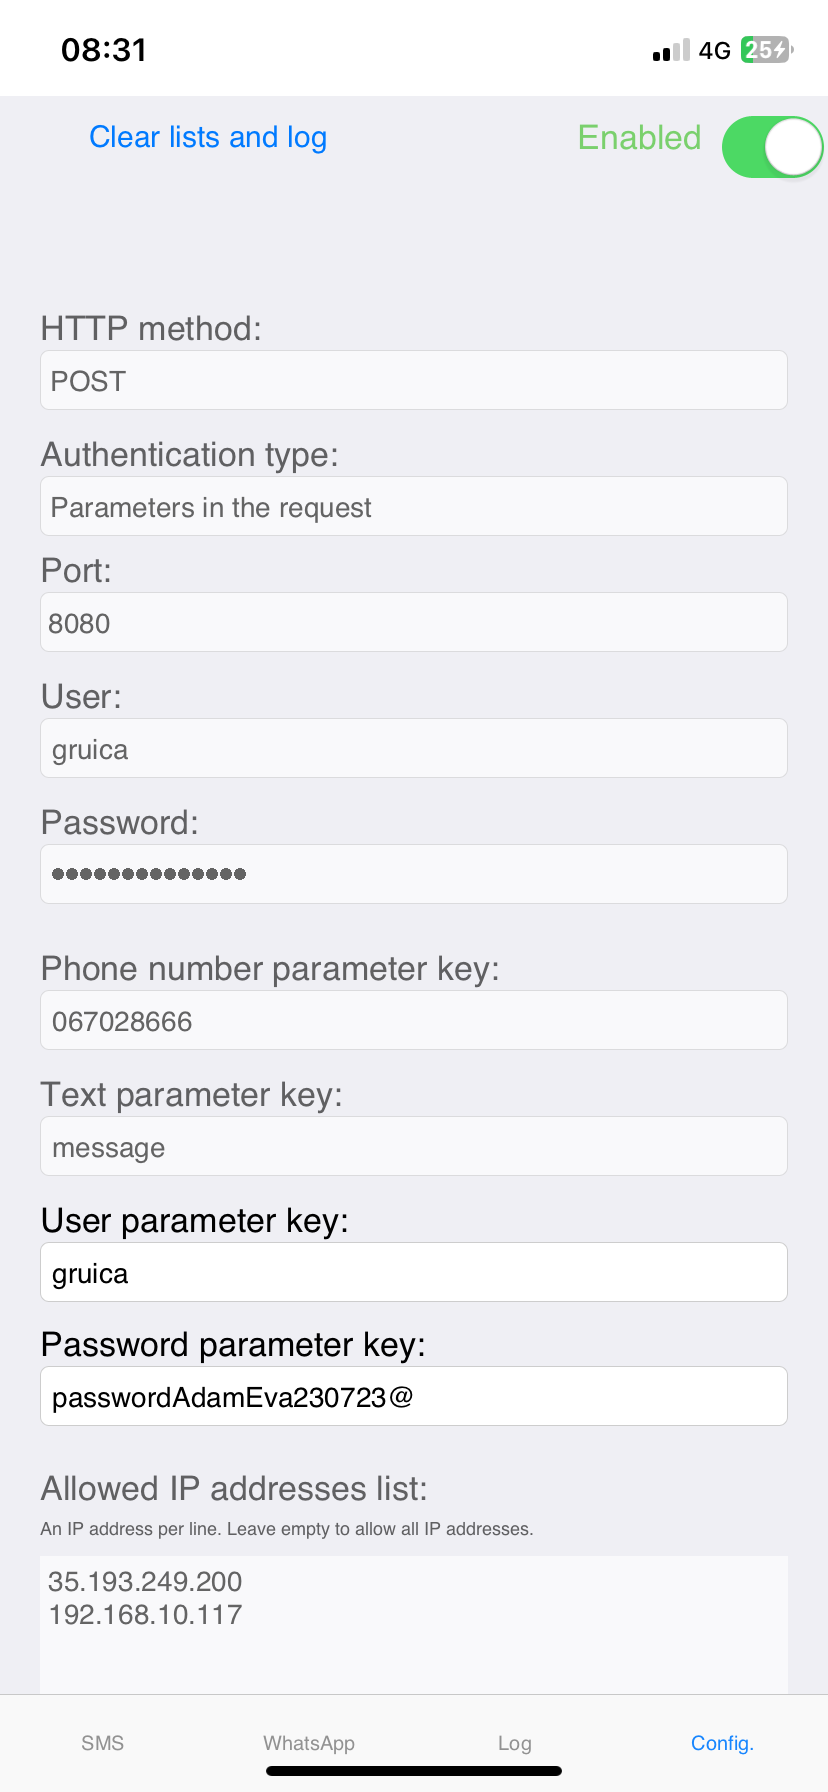 08:31
4G 25
Clear lists and log
Enabled
HTTP method:
POST
Authentication type:
Parameters in the request
Port:
8080
User:
gruica
Password:
••••••••••••••
Phone number parameter key:
067028666
Text parameter key:
message
User parameter key:
gruica
Password parameter key:
passwordAdamEva230723@
Allowed IP addresses list:
An IP address per line. Leave empty to allow all IP addresses.
35.193.249.200
192.168.10.117
SMS WhatsApp Log Config.